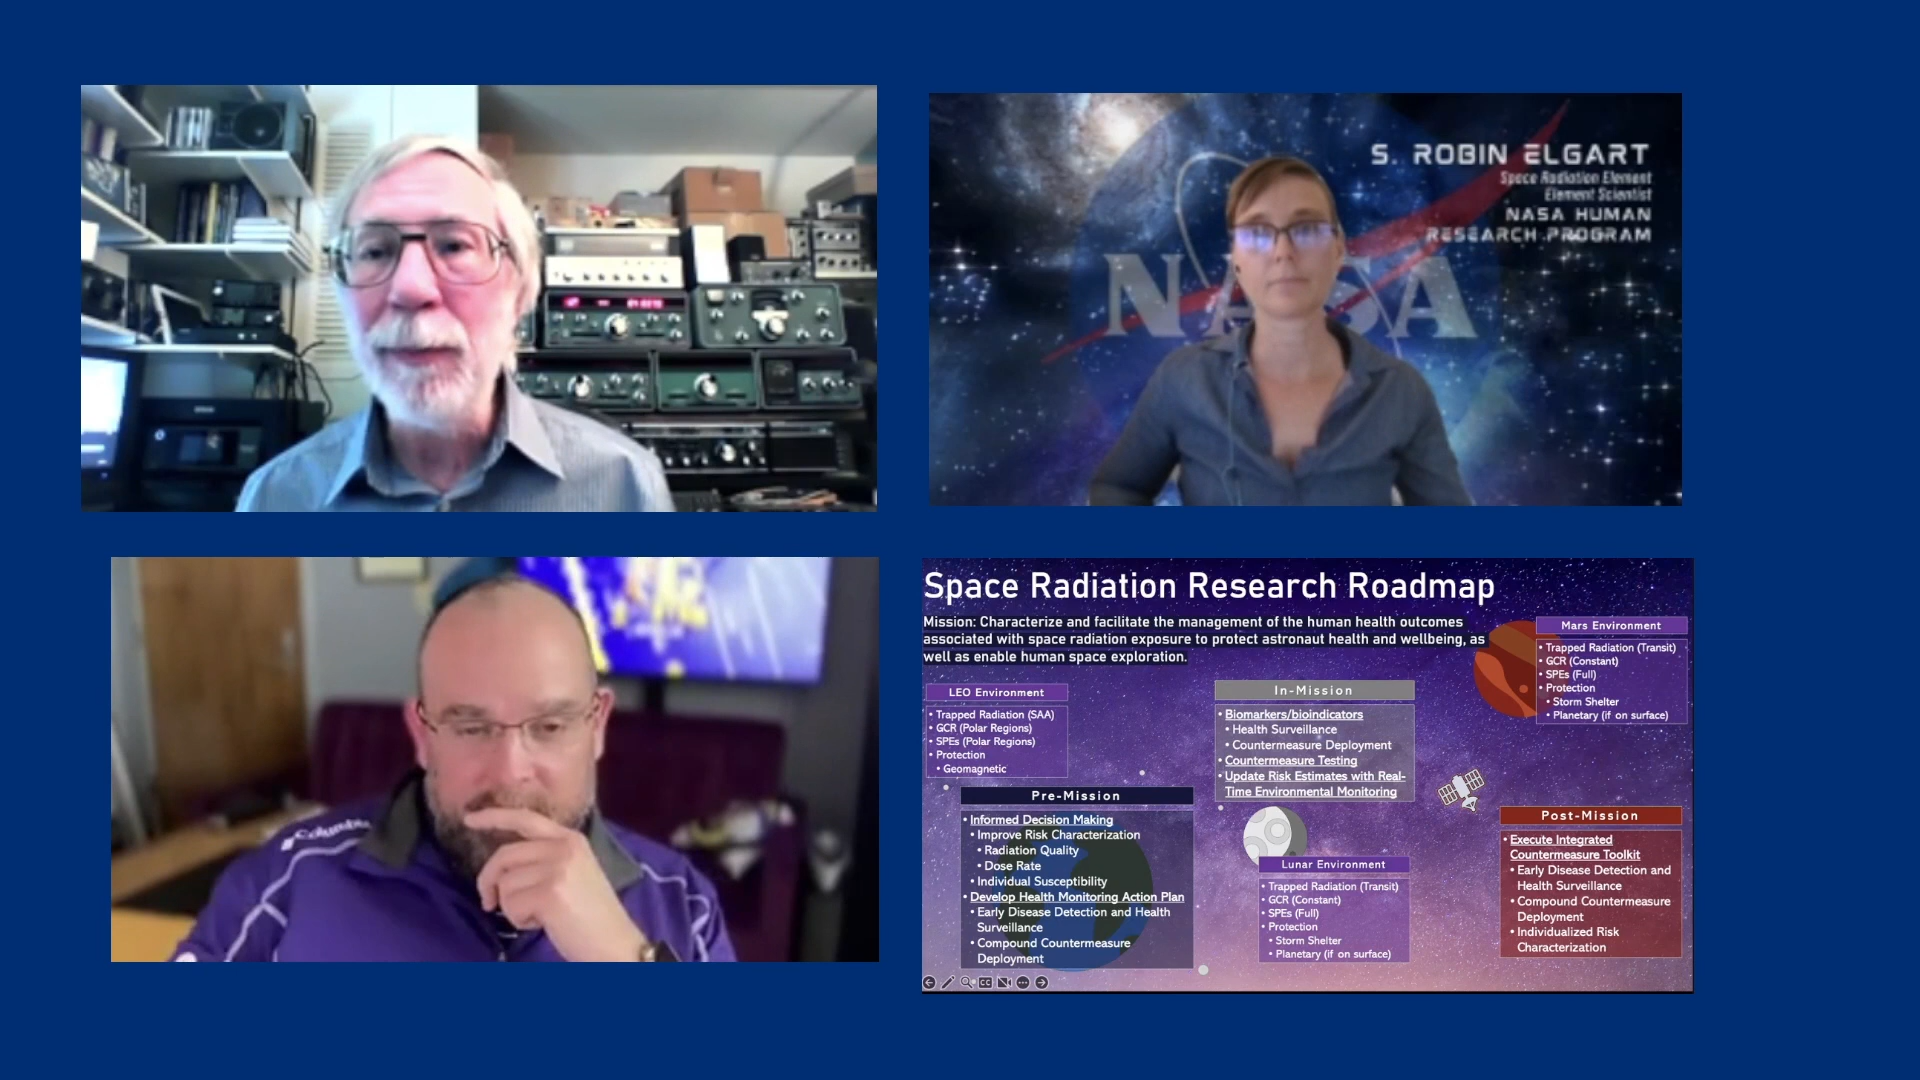 S. ROBIN ELGART
Space Radiation Element
Element Scientist
NASA HUMAN
RESEARCH PROGRAM
NASA
EPSON
Columbia
Space Radiation Research Roadmap
Mission: Characterize and facilitate the management of the human health outcomes
associated with space radiation exposure to protect astronaut health and wellbeing, as
well as enable human space exploration.
LEO Environment
• Trapped Radiation (SAA)
• GCR (Polar Regions)
• SPEs (Polar Regions)
• Protection
• Geomagnetic
Pre-Mission
• Informed Decision Making
• Improve Risk Characterization
• Radiation Quality
• Dose Rate
• Individual Susceptibility
• Develop Health Monitoring Action Plan
• Early Disease Detection and Health
Surveillance
• Compound Countermeasure
Deployment
In-Mission
• Biomarkers/bioindicators
• Health Surveillance
• Countermeasure Deployment
• Countermeasure Testing
• Update Risk Estimates with Real-
Time Environmental Monitoring
Lunar Environment
• Trapped Radiation (Transit)
• GCR (Constant)
• SPEs (Full)
• Protection
• Storm Shelter
• Planetary (if on surface)
Mars Environment
• Trapped Radiation (Transit)
• GCR (Constant)
• SPEs (Full)
• Protection
• Storm Shelter
• Planetary (if on surface)
Post-Mission
• Execute Integrated
Countermeasure Toolkit
• Early Disease Detection and
Health Surveillance
• Compound Countermeasure
Deployment
• Individualized Risk
Characterization
CC